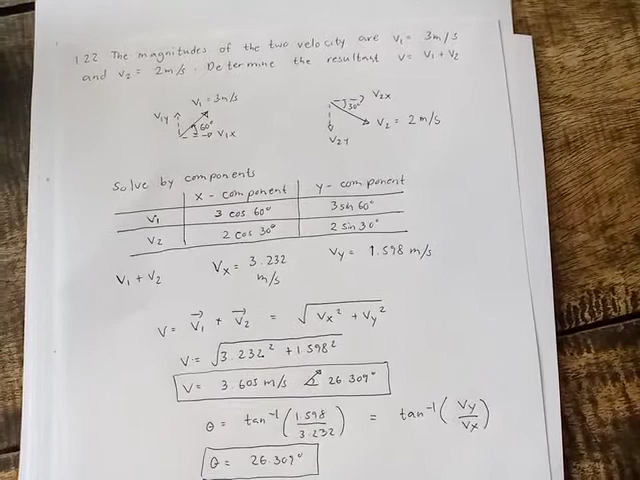 1.22 The magnitudes of the two velocity are V1 = 3m/s
and V2 = 2m/s. Determine the resultant V = V1 + V2
V1 = 3m/s
V1Y
60°
V1X
V2X
30°
V2 = 2m/s
V2Y
Solve by components
X - component Y - component
V1 3 cos 60° 3 sin 60°
V2 2 cos 30° 2 sin 30°
V1 + V2 Vx = 3.232 m/s Vy = 1.598 m/s
V = V1 + V2 = √Vx² + Vy²
V = √3.232² + 1.598²
V = 3.605 m/s ∡ 26.309°
θ = tan⁻¹ (1.598/3.232) = tan⁻¹ (Vy/Vx)
θ = 26.309°